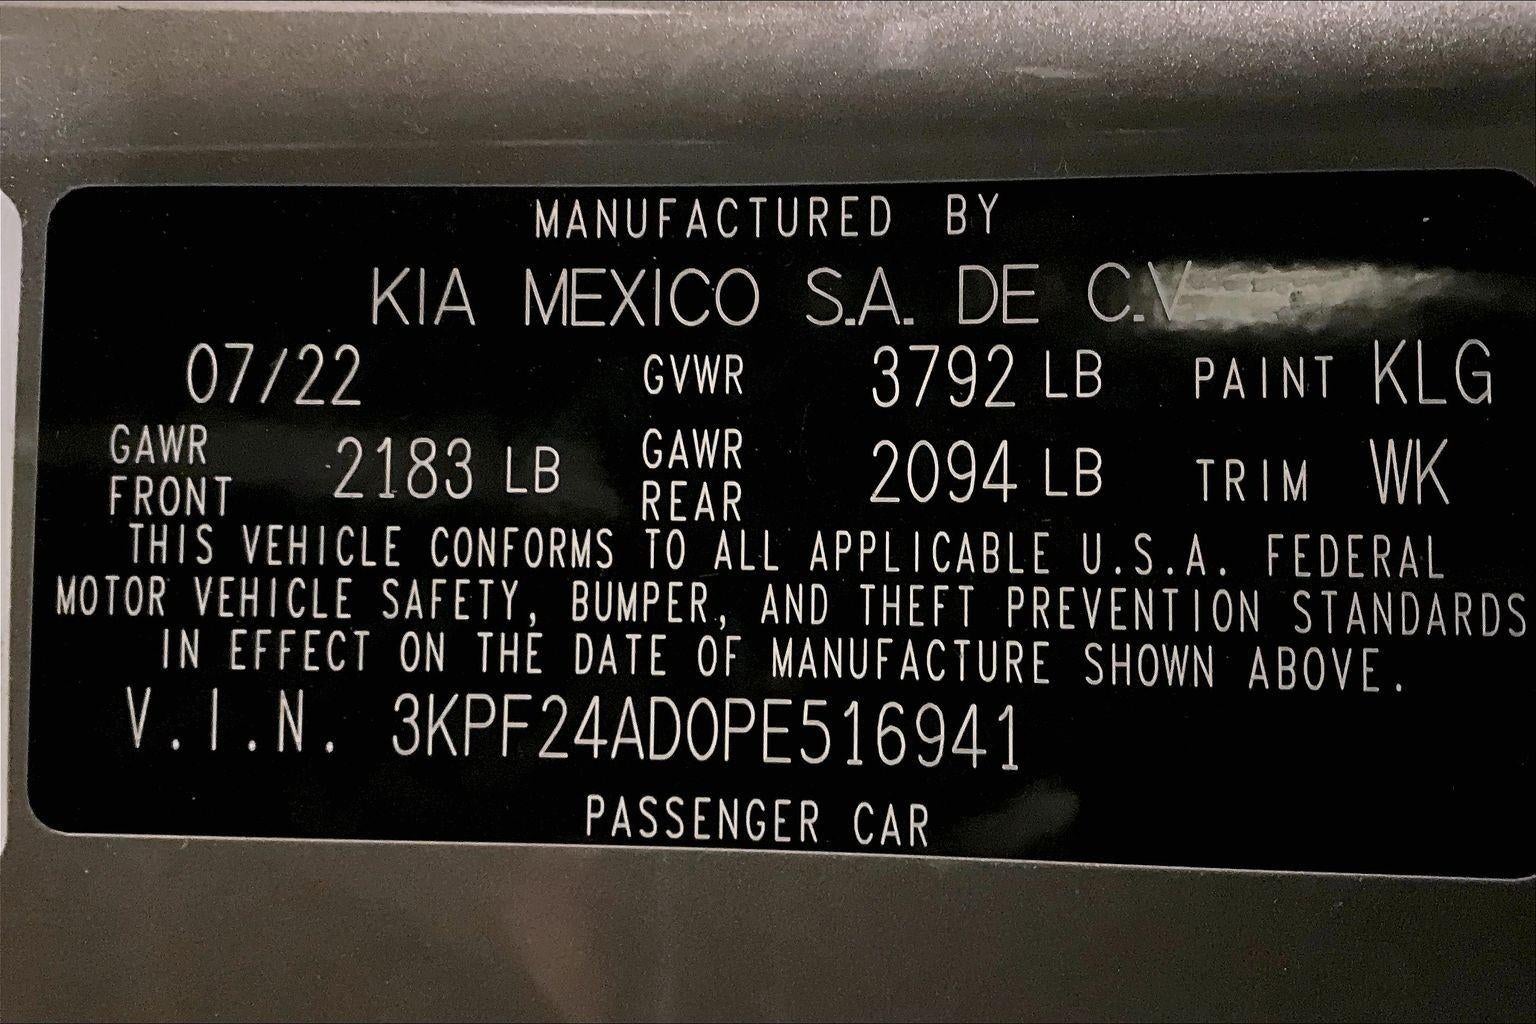 MANUFACTURED BY
KIA MEXICO S.A. DE C.V
07/22 GVWR 3792 LB PAINT KLG
GAWR FRONT 2183 LB GAWR REAR 2094 LB TRIM WK
THIS VEHICLE CONFORMS TO ALL APPLICABLE U.S.A. FEDERAL
MOTOR VEHICLE SAFETY, BUMPER, AND THEFT PREVENTION STANDARDS
IN EFFECT ON THE DATE OF MANUFACTURE SHOWN ABOVE.
V.I.N. 3KPF24AD0PE516941
PASSENGER CAR